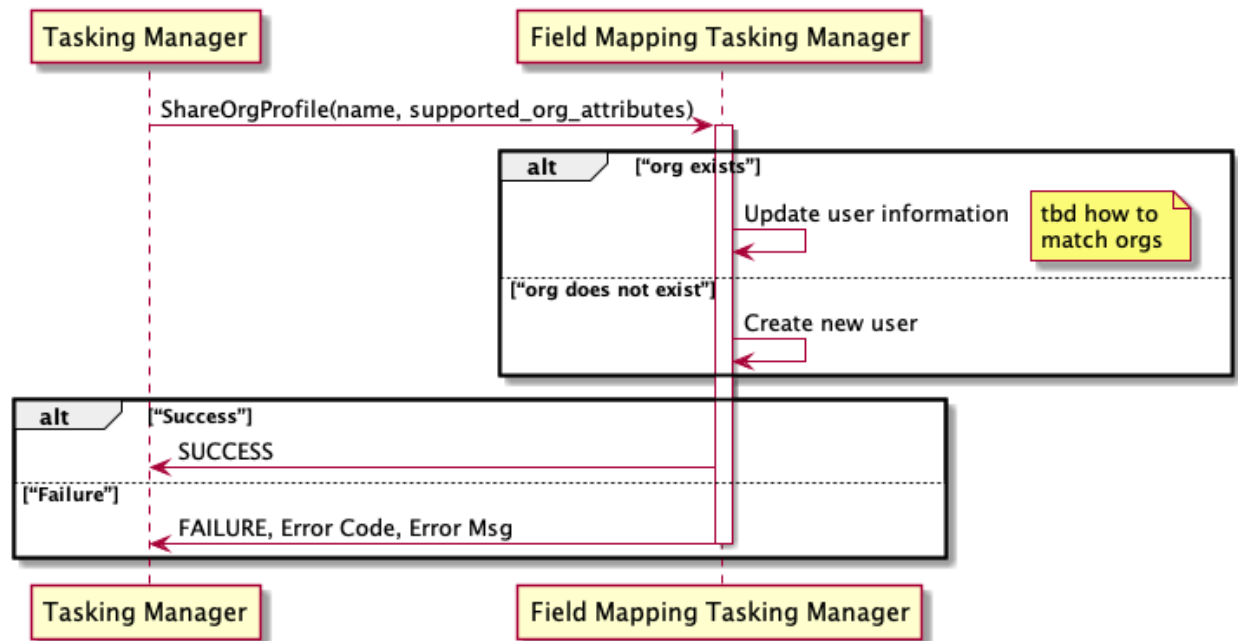 Tasking Manager
Field Mapping Tasking Manager
ShareOrgProfile(name, supported_org_attributes)
alt
[“org exists”]
Update user information
tbd how to
match orgs
[“org does not exist”]
Create new user
alt
[“Success”]
SUCCESS
[“Failure”]
FAILURE, Error Code, Error Msg
Tasking Manager
Field Mapping Tasking Manager